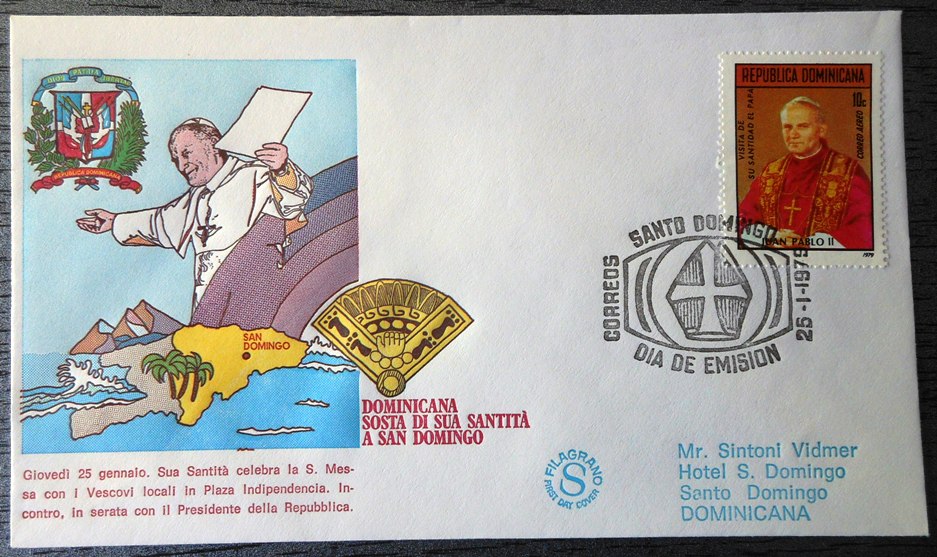 DIOS PATRIA LIBERTAD
REPUBLICA DOMINICANA
SAN
DOMINGO
DOMINICANA
SOSTA DI SUA SANTITÀ
A SAN DOMINGO
Giovedì 25 gennaio. Sua Santità celebra la S. Mes-
sa con i Vescovi locali in Plaza Indipendencia. In-
contro, in serata con il Presidente della Repubblica.
REPUBLICA DOMINICANA
10c
CORREO AEREO
VISITA DE
SU SANTIDAD EL PAPA
JUAN PABLO II
1979
CORREOS
SANTO DOMINGO
25-1-1979
DIA DE EMISION
FILAGRANO
S
FIRST DAY COVER
Mr. Sintoni Vidmer
Hotel S. Domingo
Santo Domingo
DOMINICANA